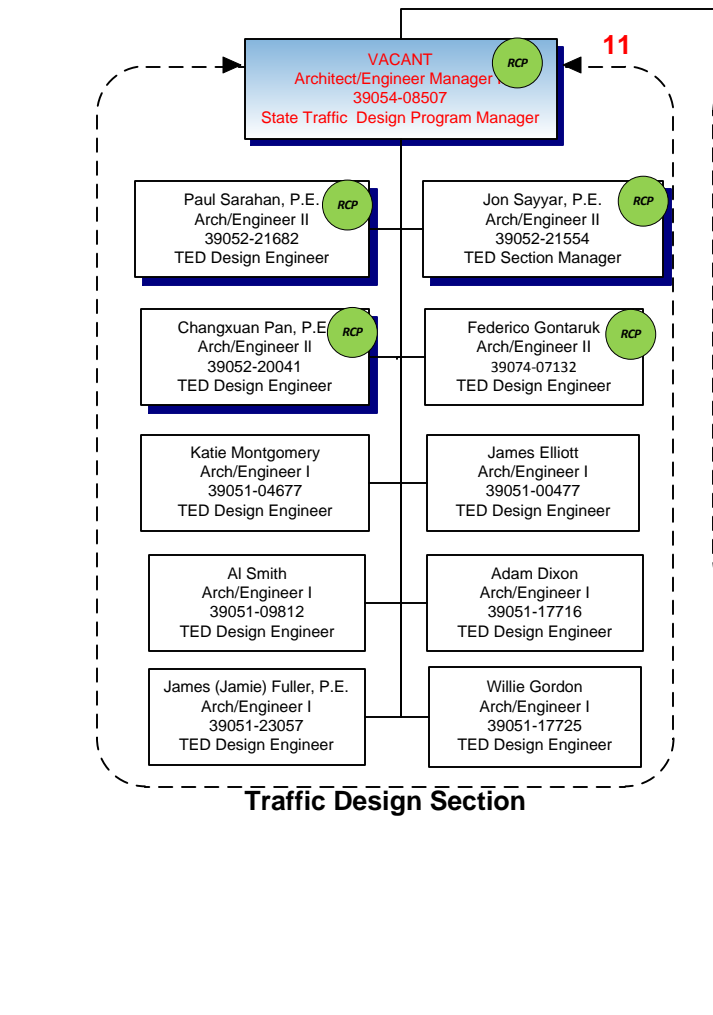 11
VACANT
RCP
Architect/Engineer Manager
39054-08507
State Traffic Design Program Manager
Paul Sarahan, P.E.
RCP
Arch/Engineer II
39052-21682
TED Design Engineer
Jon Sayyar, P.E.
RCP
Arch/Engineer II
39052-21554
TED Section Manager
Changxuan Pan, P.E
RCP
Arch/Engineer II
39052-20041
TED Design Engineer
Federico Gontaruk
RCP
Arch/Engineer II
39074-07132
TED Design Engineer
Katie Montgomery
Arch/Engineer I
39051-04677
TED Design Engineer
James Elliott
Arch/Engineer I
39051-00477
TED Design Engineer
Al Smith
Arch/Engineer I
39051-09812
TED Design Engineer
Adam Dixon
Arch/Engineer I
39051-17716
TED Design Engineer
James (Jamie) Fuller, P.E.
Arch/Engineer I
39051-23057
TED Design Engineer
Willie Gordon
Arch/Engineer I
39051-17725
TED Design Engineer
Traffic Design Section